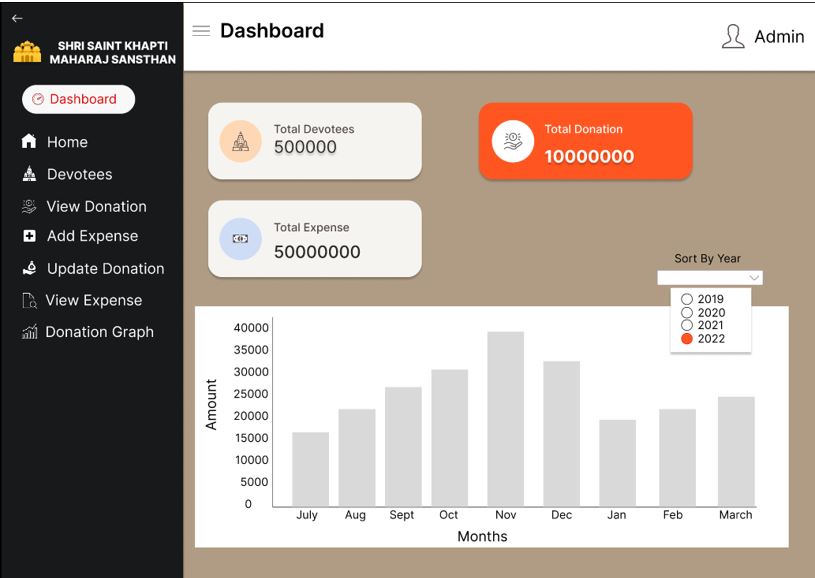 SHRI SAINT KHAPTI
MAHARAJ SANSTHAN
Dashboard
Home
Devotees
View Donation
Add Expense
Update Donation
View Expense
Donation Graph
Dashboard
Admin
Total Devotees
500000
Total Donation
10000000
Total Expense
50000000
Sort By Year
2019
2020
2021
2022
Amount
40000
35000
30000
25000
20000
15000
10000
5000
0
July Aug Sept Oct Nov Dec Jan Feb March
Months